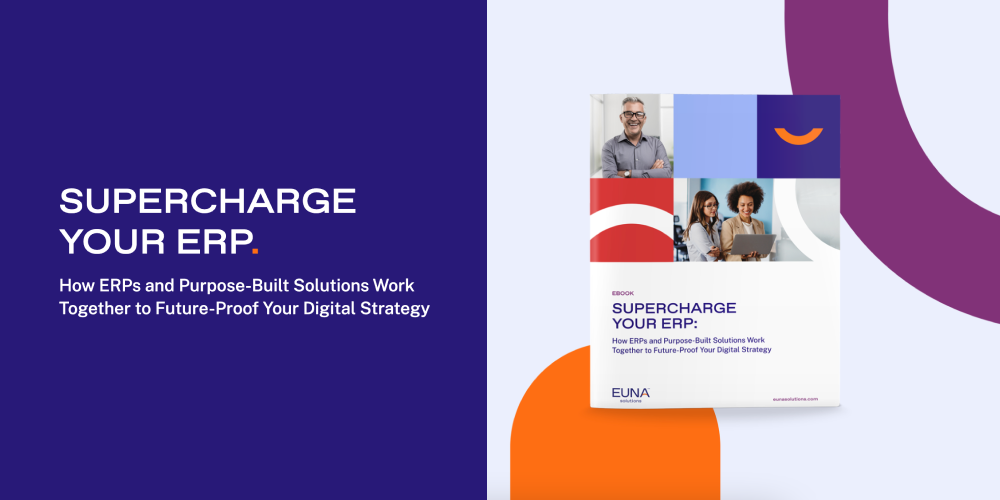 SUPERCHARGE
YOUR ERP.
How ERPs and Purpose-Built Solutions Work
Together to Future-Proof Your Digital Strategy
EBOOK
SUPERCHARGE
YOUR ERP:
How ERPs and Purpose-Built Solutions Work
Together to Future-Proof Your Digital Strategy
EUNA
solutions
eunasolutions.com